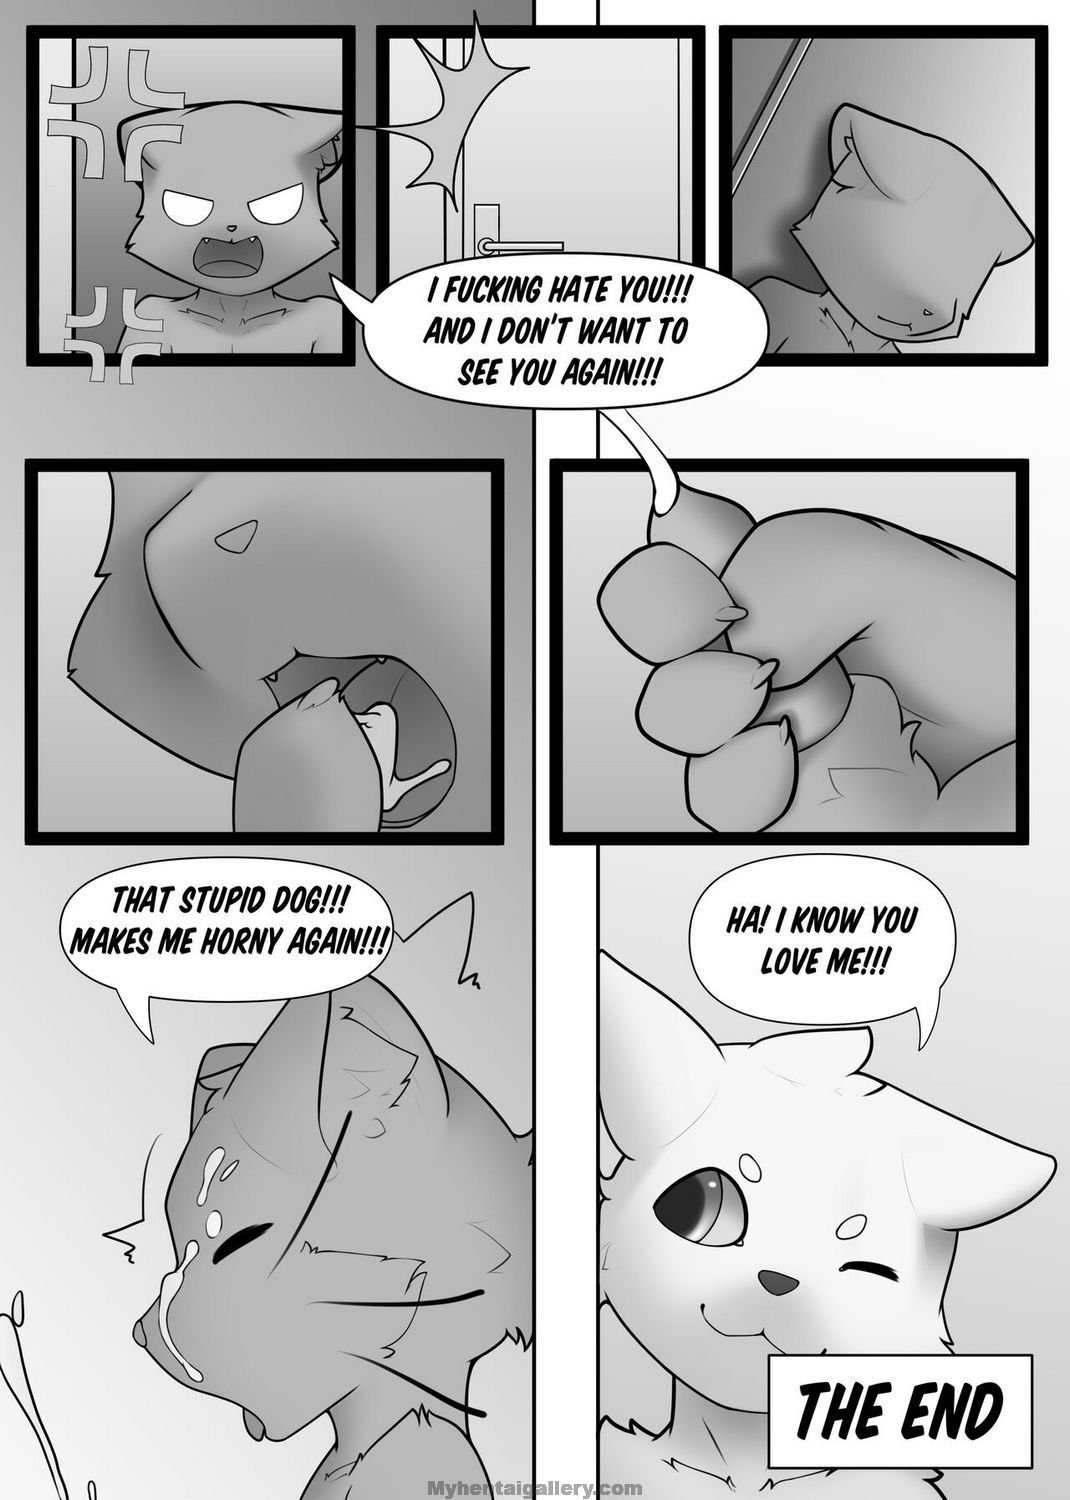 I FUCKING HATE YOU!!!
AND I DON'T WANT TO
SEE YOU AGAIN!!!
THAT STUPID DOG!!!
MAKES ME HORNY AGAIN!!!
HA! I KNOW YOU
LOVE ME!!!
THE END
Myhentaigallery.com